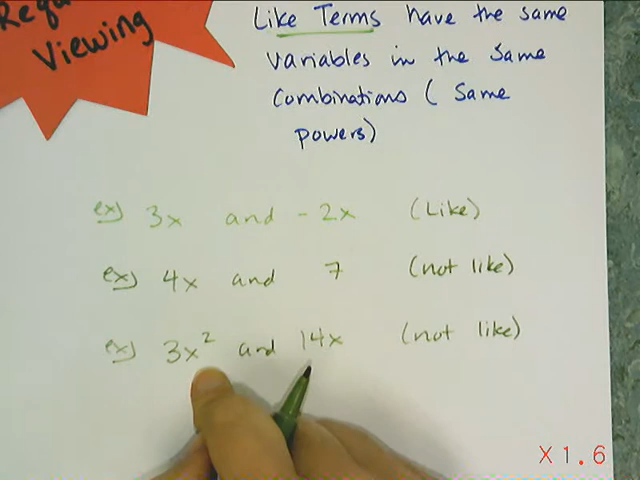 Viewing
Like Terms have the same
variables in the same
combinations ( same
powers)
ex) 3x and -2x (Like)
ex) 4x and 7 (not like)
ex) 3x² and 14x (not like)
X1.6